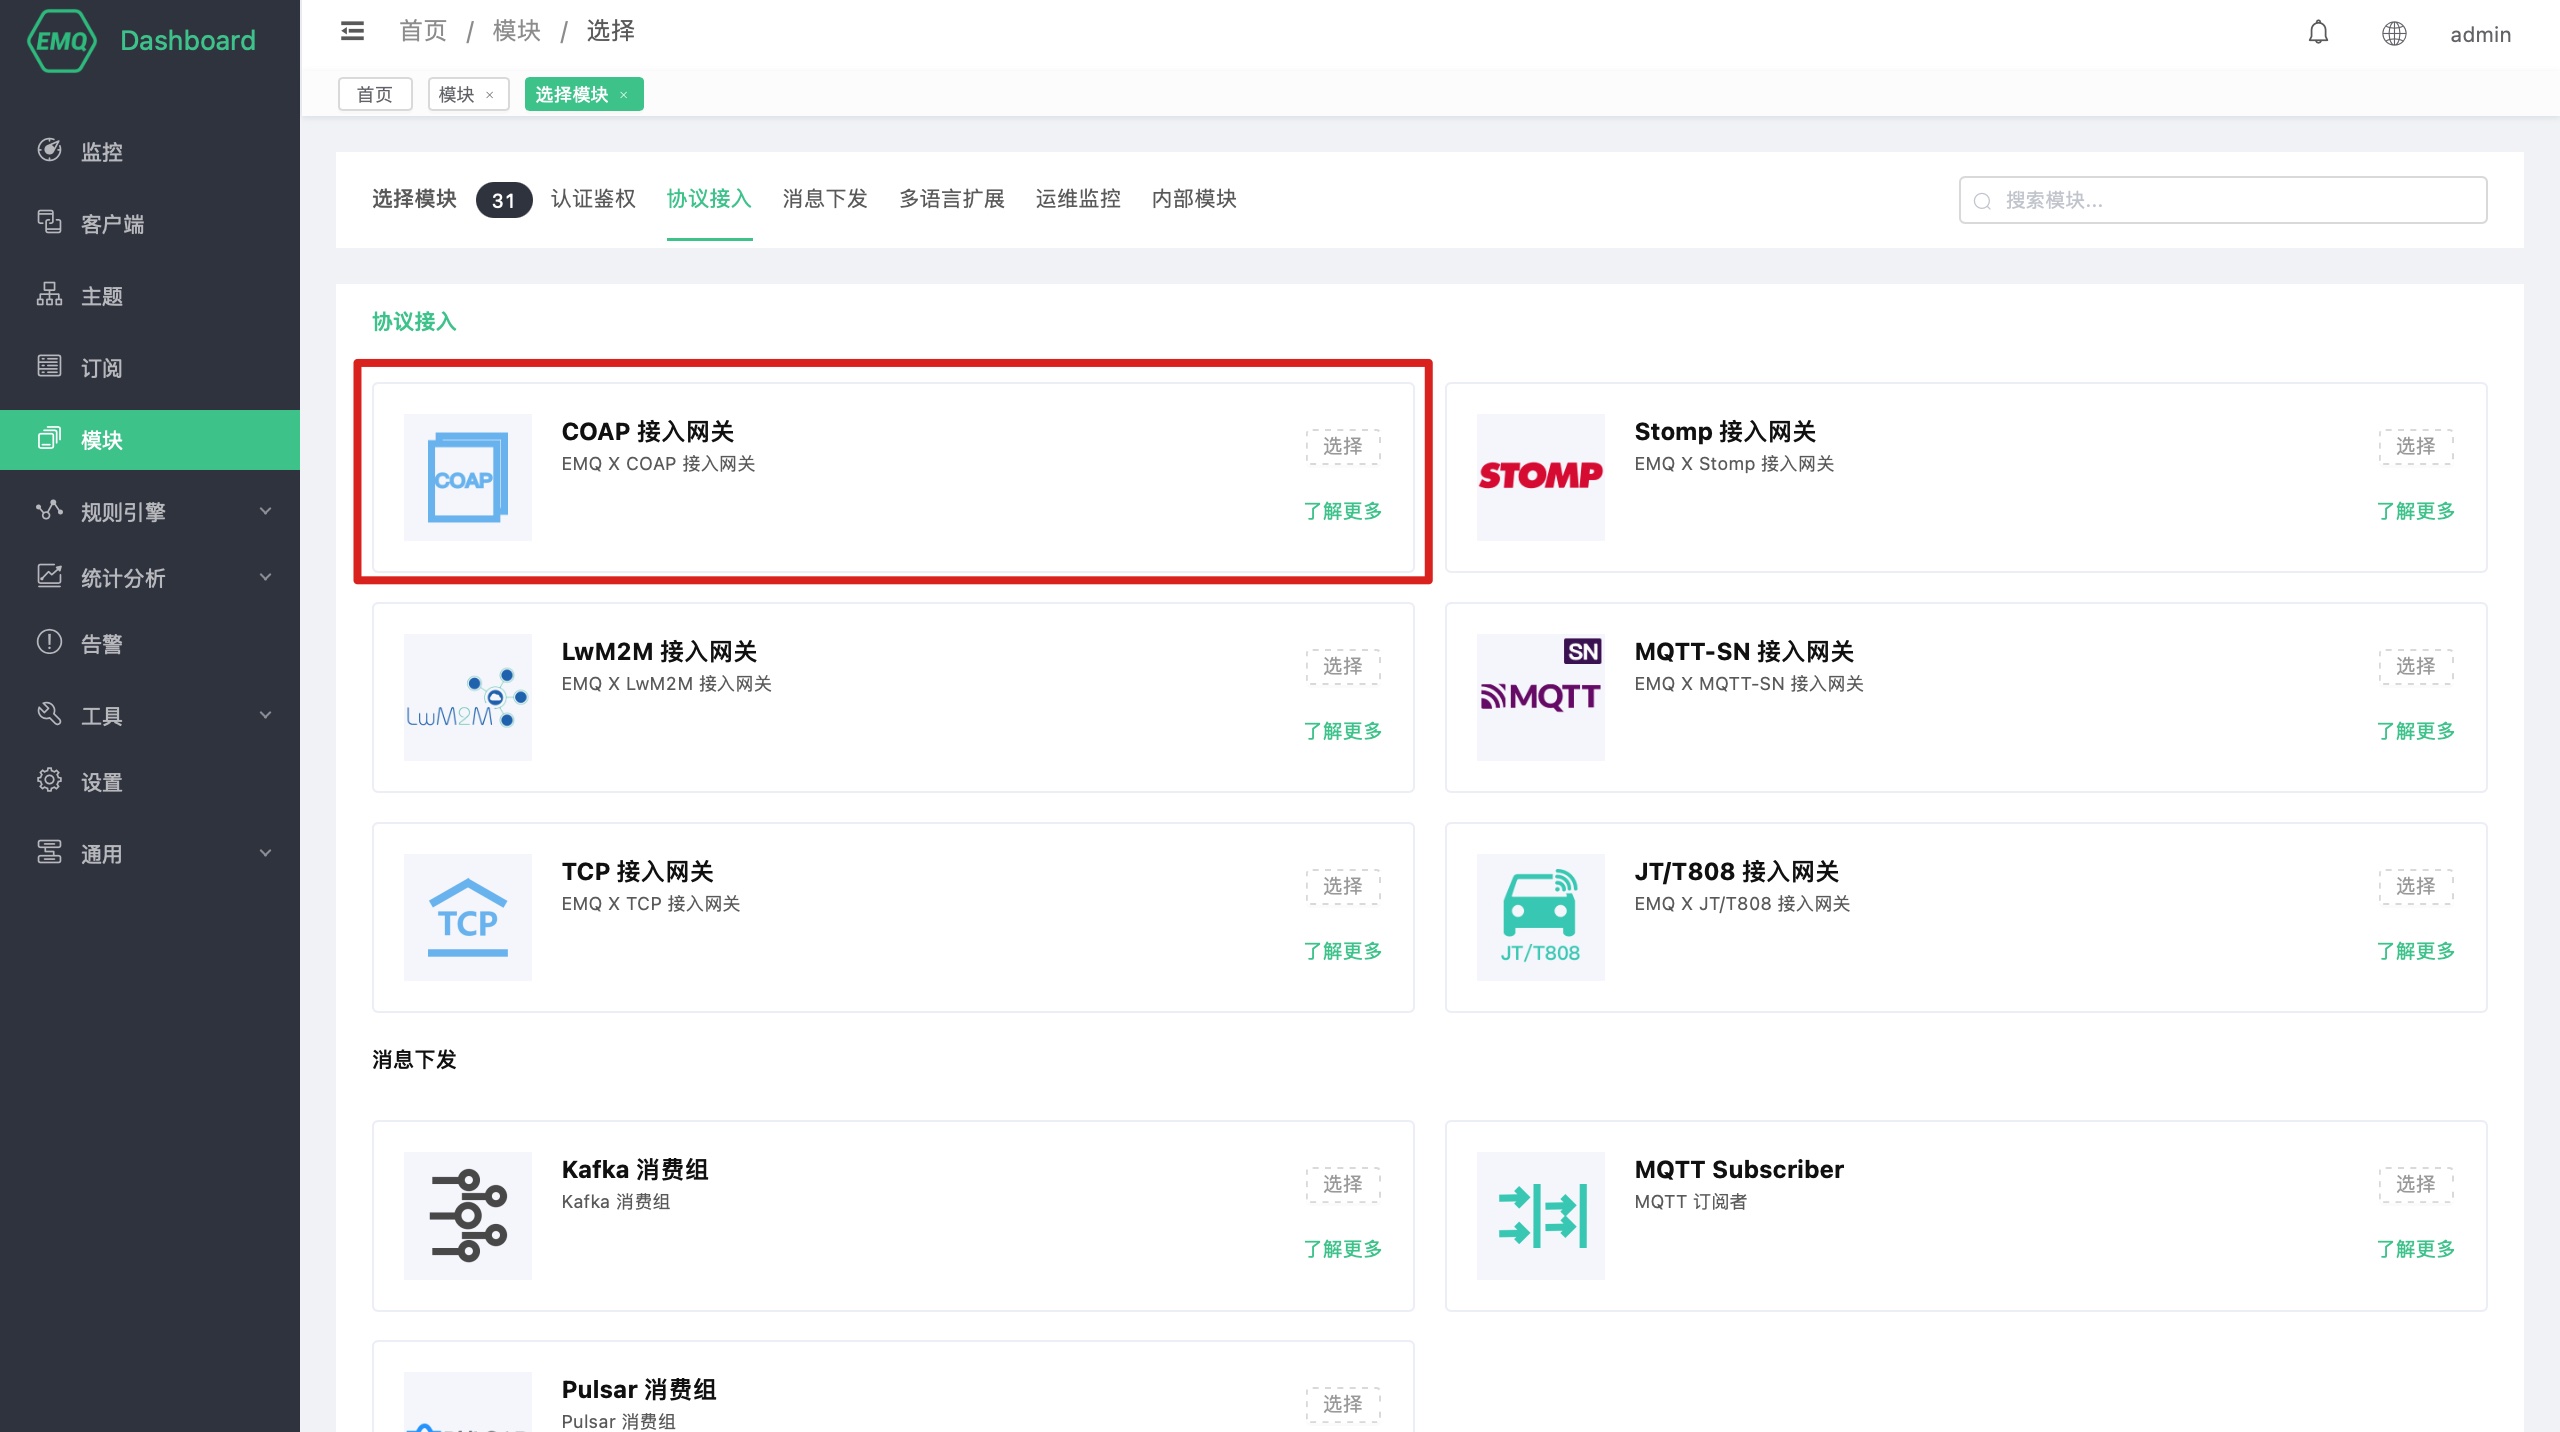 EMQ Dashboard
首页 / 模块 / 选择
admin
首页
模块 ×
选择模块 ×
监控
客户端
主题
订阅
模块
规则引擎
统计分析
告警
工具
设置
通用
选择模块 31 认证鉴权 协议接入 消息下发 多语言扩展 运维监控 内部模块
搜索模块...
协议接入
COAP
COAP 接入网关
EMQ X COAP 接入网关
选择
了解更多
STOMP
Stomp 接入网关
EMQ X Stomp 接入网关
选择
了解更多
LwM2M
LwM2M 接入网关
EMQ X LwM2M 接入网关
选择
了解更多
SN
MQTT
MQTT-SN 接入网关
EMQ X MQTT-SN 接入网关
选择
了解更多
TCP
TCP 接入网关
EMQ X TCP 接入网关
选择
了解更多
JT/T808
JT/T808 接入网关
EMQ X JT/T808 接入网关
选择
了解更多
消息下发
Kafka 消费组
Kafka 消费组
选择
了解更多
MQTT Subscriber
MQTT 订阅者
选择
了解更多
Pulsar 消费组
Pulsar 消费组
选择